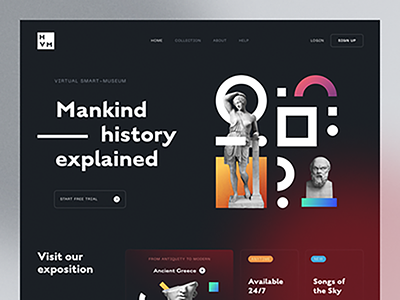 H
VM
HOME
COLLECTION
ABOUT
HELP
LOGIN
SIGN UP
VIRTUAL SMART-MUSEUM
Mankind
history
explained
START FREE TRIAL
Visit our
exposition
FROM ANTIQUITY TO MODERN
Ancient Greece
Available
24/7
NEW
Songs of
the Sky